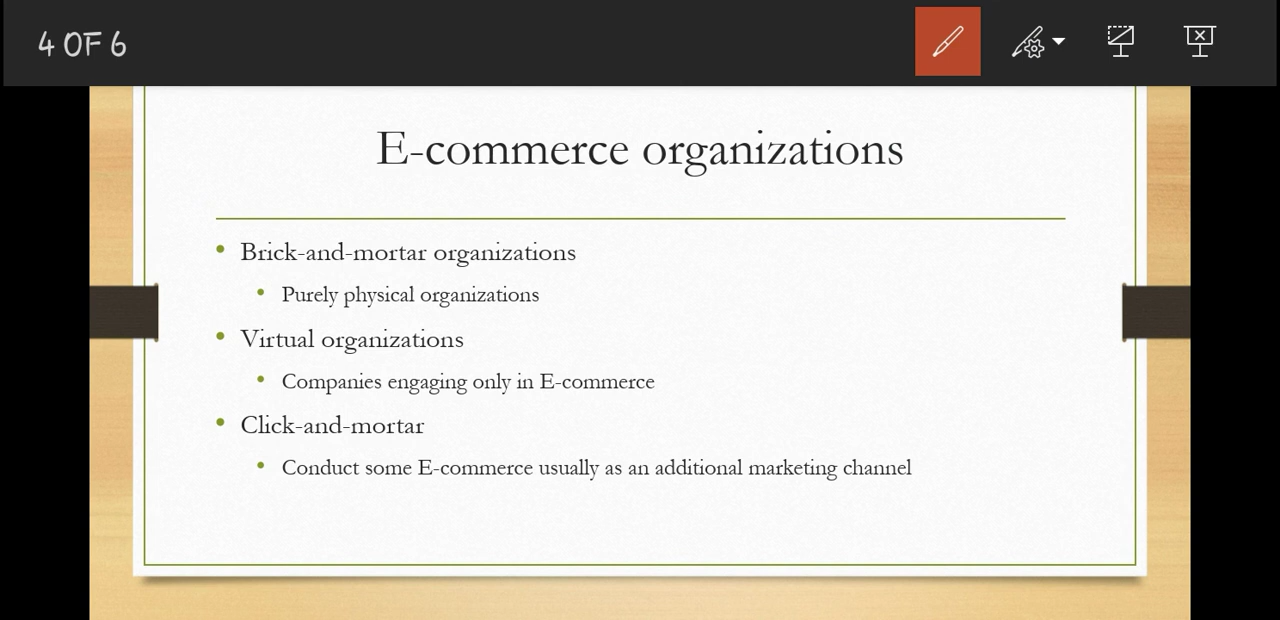 4 OF 6
E-commerce organizations
• Brick-and-mortar organizations
• Purely physical organizations
• Virtual organizations
• Companies engaging only in E-commerce
• Click-and-mortar
• Conduct some E-commerce usually as an additional marketing channel